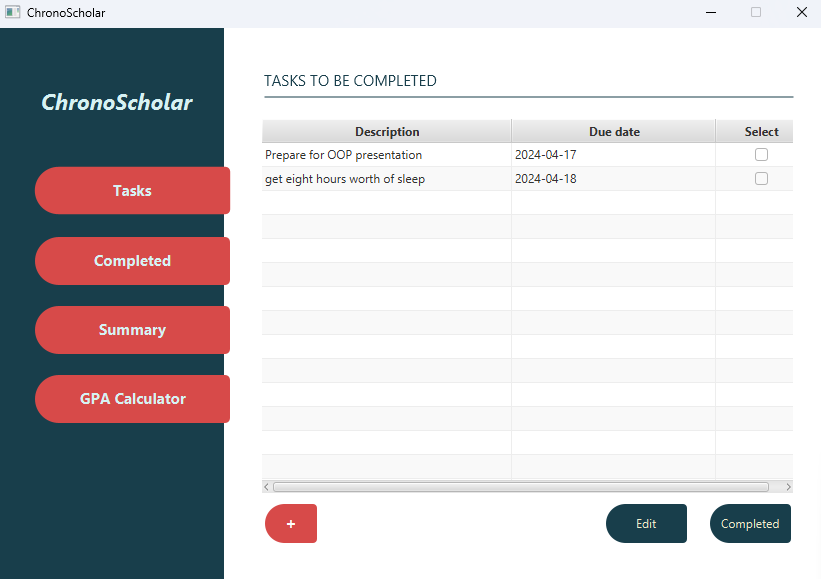 ChronoScholar
ChronoScholar
Tasks
Completed
Summary
GPA Calculator
TASKS TO BE COMPLETED
Description Due date Select
Prepare for OOP presentation 2024-04-17
get eight hours worth of sleep 2024-04-18
+ Edit Completed